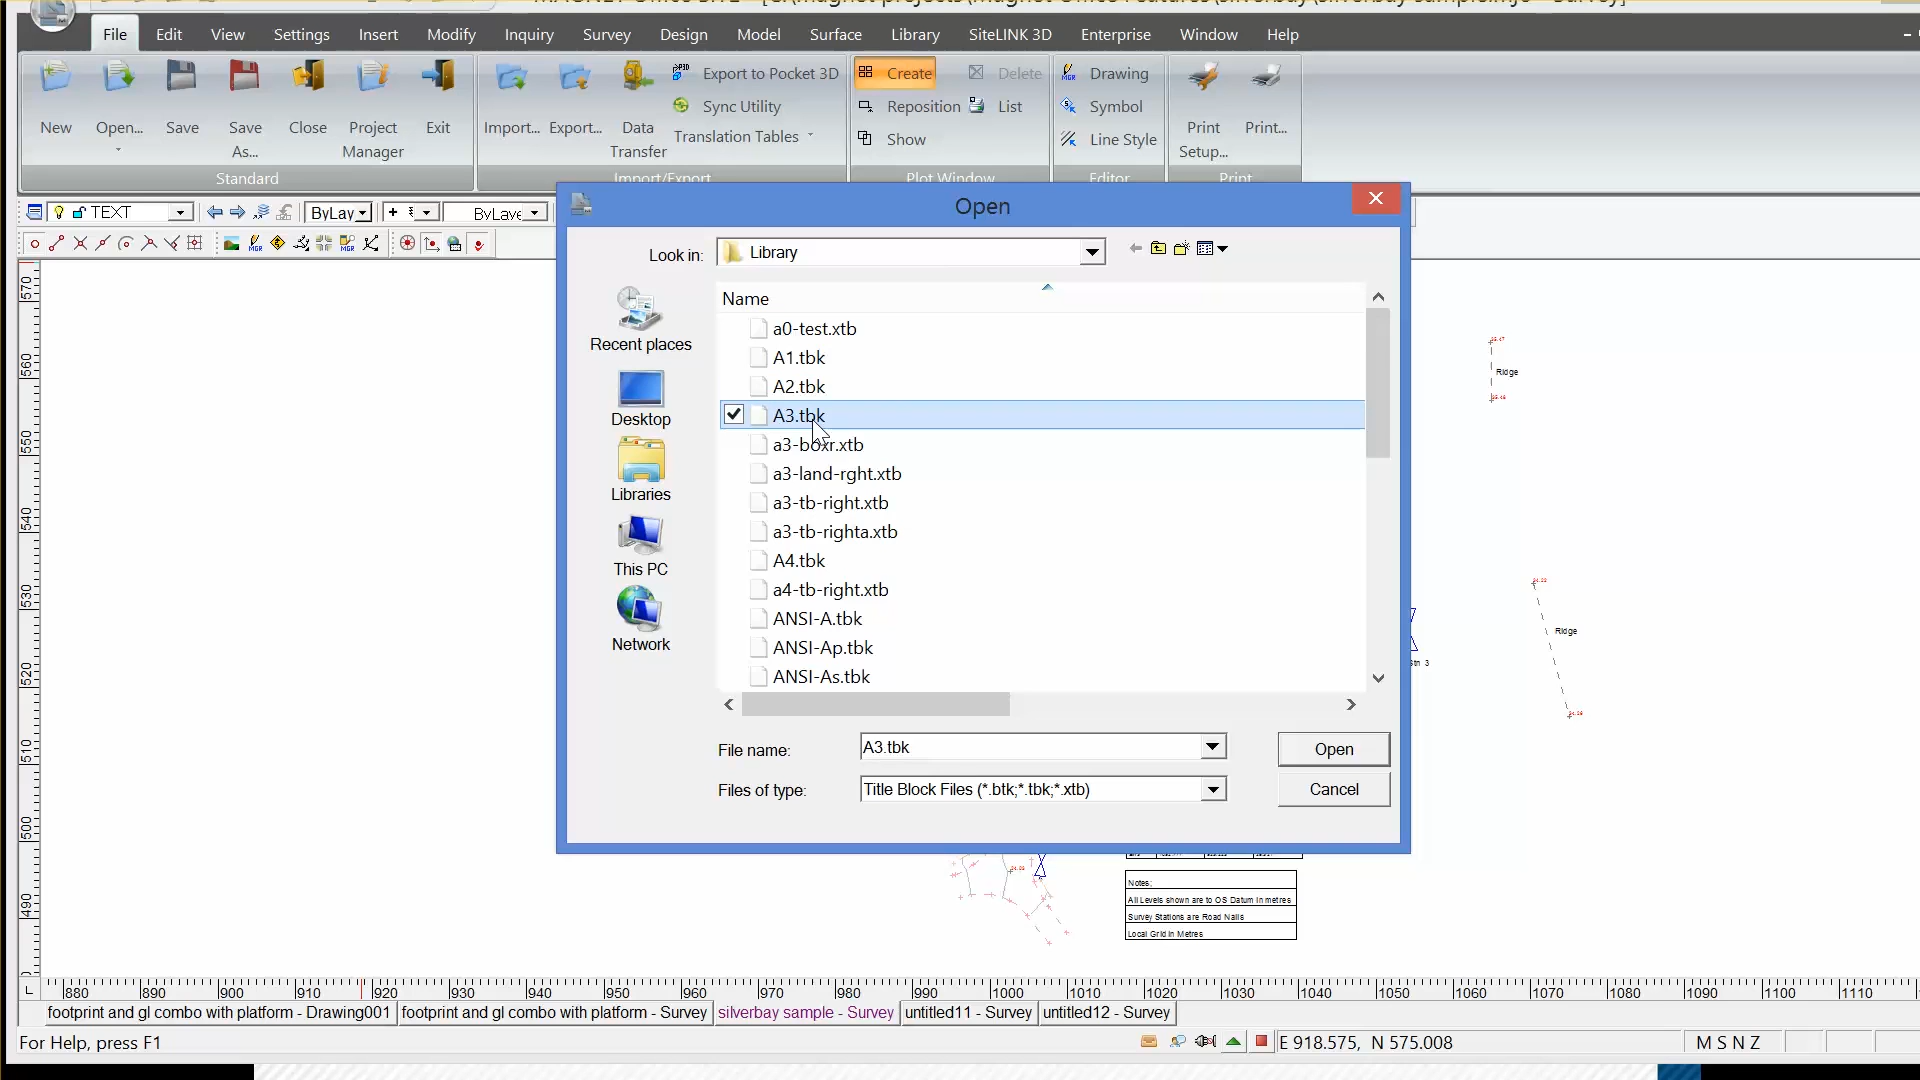 File Edit View Settings Insert Modify Inquiry Survey Design Model Surface Library SiteLINK 3D Enterprise Window Help
New Open... Save Save As... Close Project Manager Exit
Import... Export... Data Transfer
Export to Pocket 3D
Sync Utility
Translation Tables
Create Delete
Reposition List
Show
Drawing
Symbol
Line Style
Print Setup... Print...
Standard Import/Export Plot Window Editor Print
TEXT ByLay ByLaye
Open
Look in: Library
Name
Recent places
Desktop
Libraries
This PC
Network
a0-test.xtb
A1.tbk
A2.tbk
A3.tbk
a3-boxr.xtb
a3-land-rght.xtb
a3-tb-right.xtb
a3-tb-righta.xtb
A4.tbk
a4-tb-right.xtb
ANSI-A.tbk
ANSI-Ap.tbk
ANSI-As.tbk
File name: A3.tbk Open
Files of type: Title Block Files (*.btk;*.tbk;*.xtb) Cancel
570
560
550
540
530
520
510
500
490
Ridge
Ridge
Stn 3
Notes;
All Levels shown are to OS Datum in metres
Survey Stations are Road Nails
Local Grid in Metres
880 890 900 910 920 930 940 950 960 970 980 990 1000 1010 1020 1030 1040 1050 1060 1070 1080 1090 1100 1110
footprint and gl combo with platform - Drawing001 footprint and gl combo with platform - Survey silverbay sample - Survey untitled11 - Survey untitled12 - Survey
For Help, press F1 E 918.575, N 575.008 M S N Z